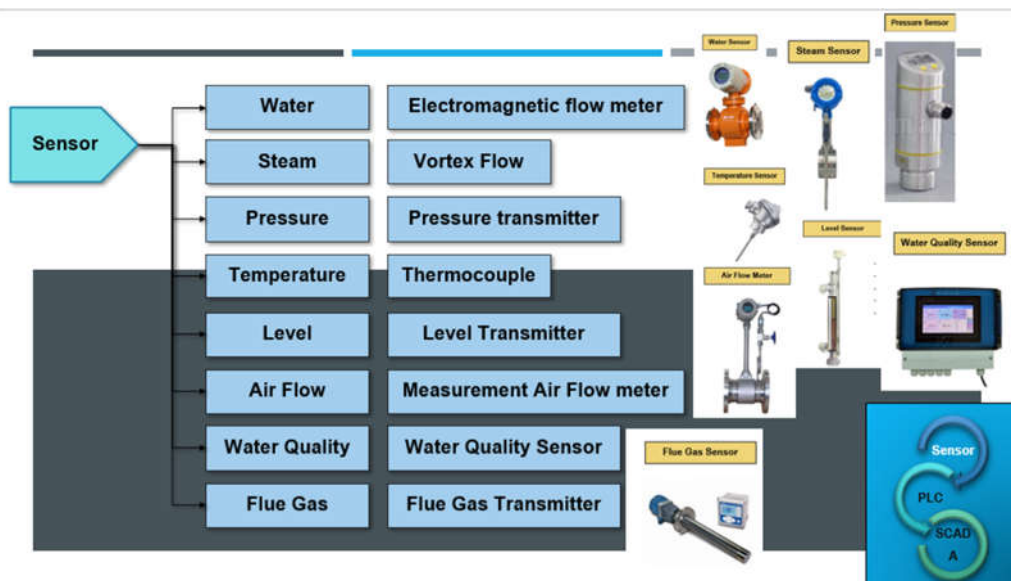 Sensor
Water
Electromagnetic flow meter
Steam
Vortex Flow
Pressure
Pressure transmitter
Temperature
Thermocouple
Level
Level Transmitter
Air Flow
Measurement Air Flow meter
Water Quality
Water Quality Sensor
Flue Gas
Flue Gas Transmitter
Water Sensor
Steam Sensor
Pressure Sensor
Temperature Sensor
Level Sensor
Water Quality Sensor
Air Flow Meter
Flue Gas Sensor
Sensor
PLC
SCAD
A